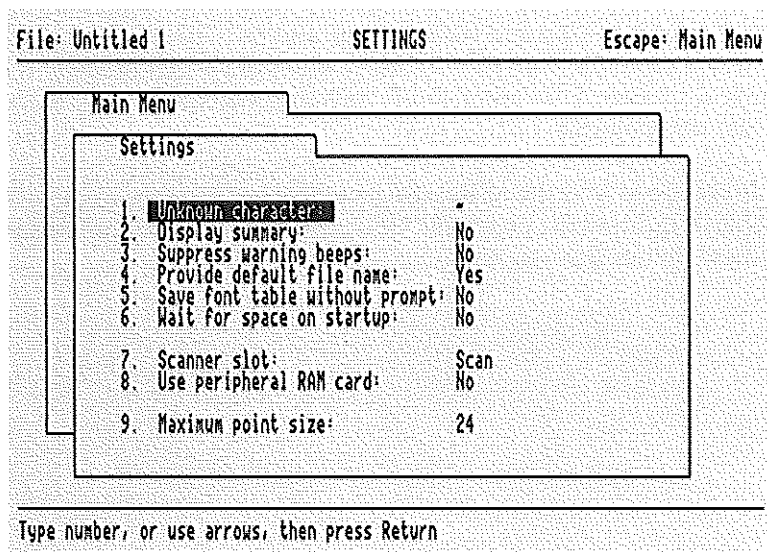 File: Untitled 1 SETTINGS Escape: Main Menu
Main Menu
Settings
1. Unknown character: -
2. Display summary: No
3. Suppress warning beeps: No
4. Provide default file name: Yes
5. Save font table without prompt: No
6. Wait for space on startup: No
7. Scanner slot: Scan
8. Use peripheral RAM card: No
9. Maximum point size: 24
Type number, or use arrows, then press Return